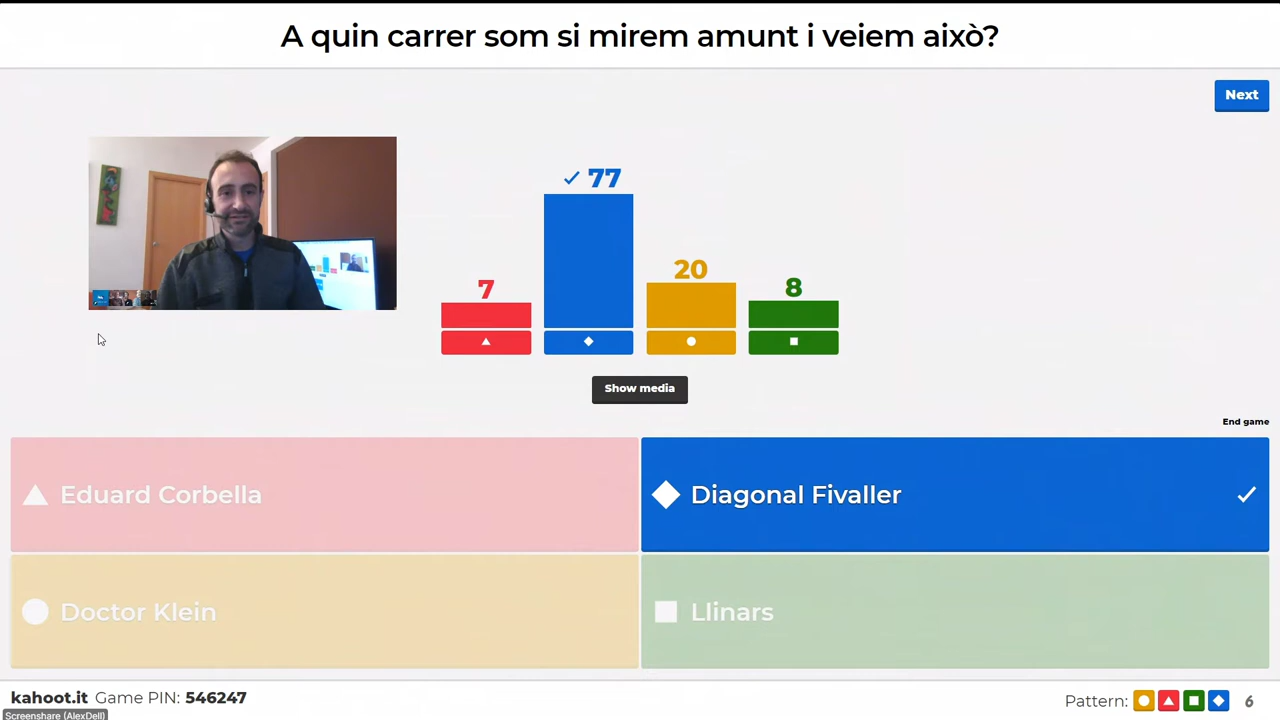 A quin carrer som si mirem amunt i veiem això?
Next
77
20
7
8
Show media
End game
Eduard Corbella
Diagonal Fivaller
Doctor Klein
Llinars
kahoot.it Game PIN: 546247
Pattern: 6
Screenshare (AlexDell)